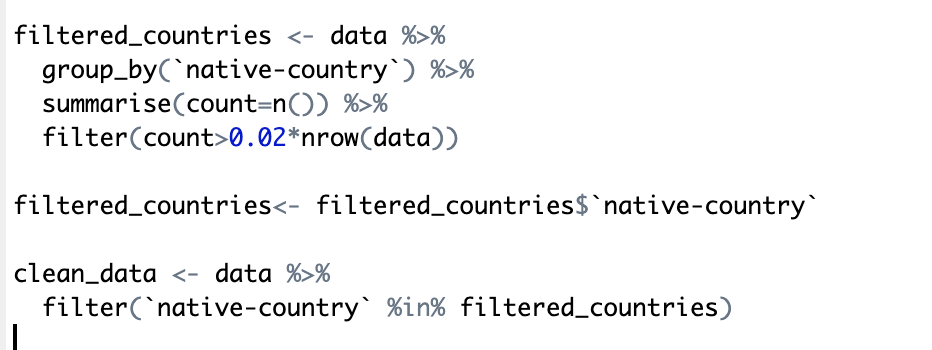 filtered_countries <- data %>%
  group_by(`native-country`) %>%
  summarise(count=n()) %>%
  filter(count>0.02*nrow(data))

filtered_countries<- filtered_countries$`native-country`

clean_data <- data %>%
  filter(`native-country` %in% filtered_countries)